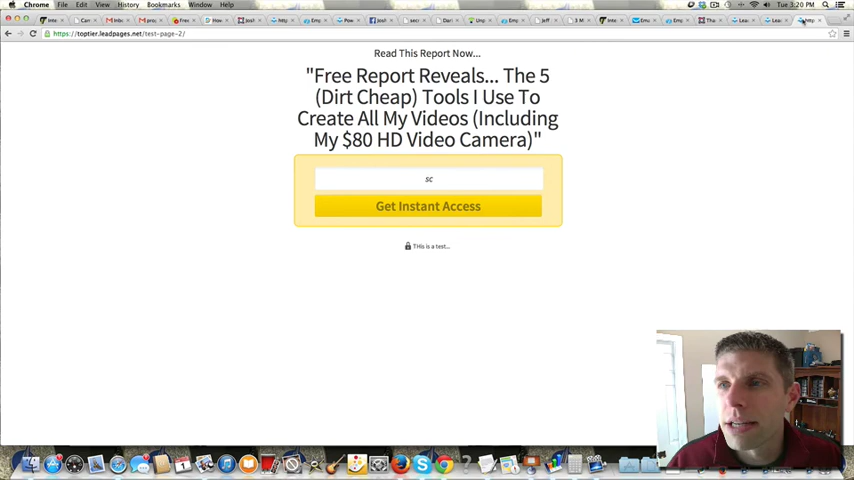 Chrome File Edit View History Bookmarks Window Help
Tue 3:20 PM
https://toptier.leadpages.net/test-page-2/
Read This Report Now...
"Free Report Reveals... The 5
(Dirt Cheap) Tools I Use To
Create All My Videos (Including
My $80 HD Video Camera)"
sc
Get Instant Access
THis is a test...